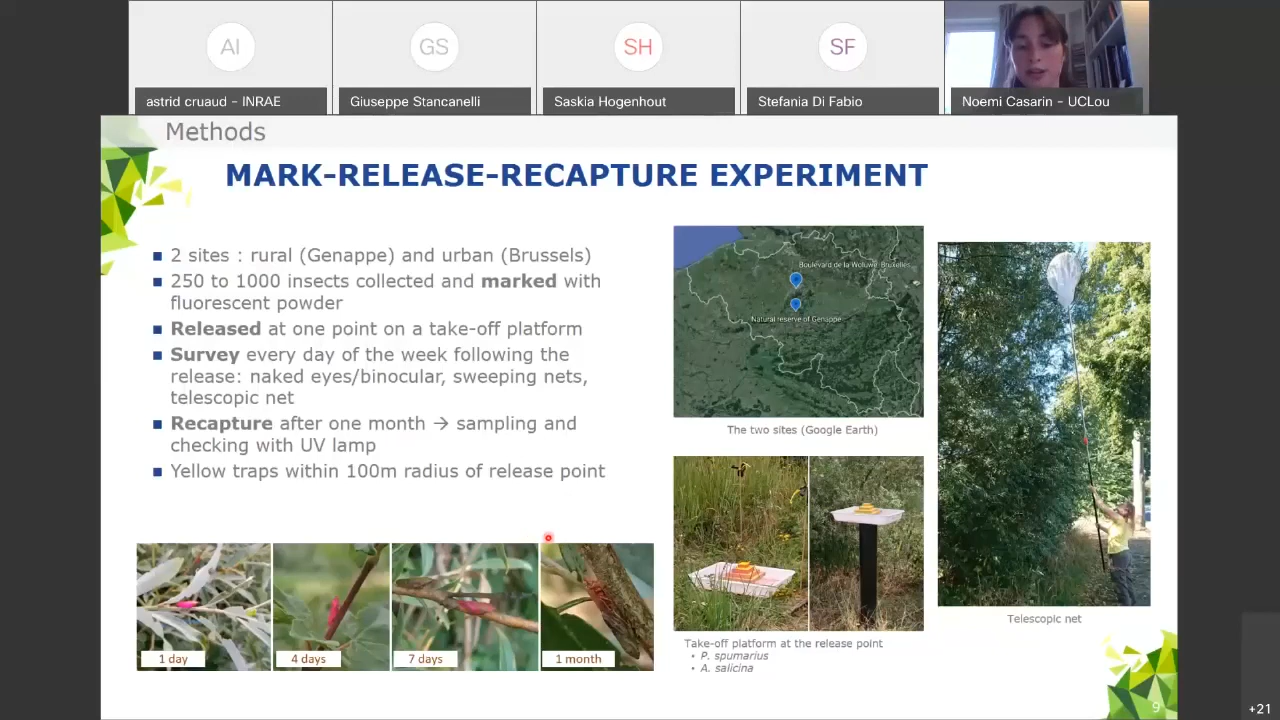 AI
GS
SH
SF
astrid cruaud - INRAE
Giuseppe Stancanelli
Saskia Hogenhout
Stefania Di Fabio
Noemi Casarin - UCLou
Methods
MARK-RELEASE-RECAPTURE EXPERIMENT
2 sites : rural (Genappe) and urban (Brussels)
250 to 1000 insects collected and marked with
fluorescent powder
Released at one point on a take-off platform
Survey every day of the week following the
release: naked eyes/binocular, sweeping nets,
telescopic net
Recapture after one month → sampling and
checking with UV lamp
Yellow traps within 100m radius of release point
1 day
4 days
7 days
1 month
Boulevard de la Woluwe, Bruxelles...
Natural reserve of Genappe
The two sites (Google Earth)
Take-off platform at the release point
• P. spumarius
• A. salicina
Telescopic net
9
+21